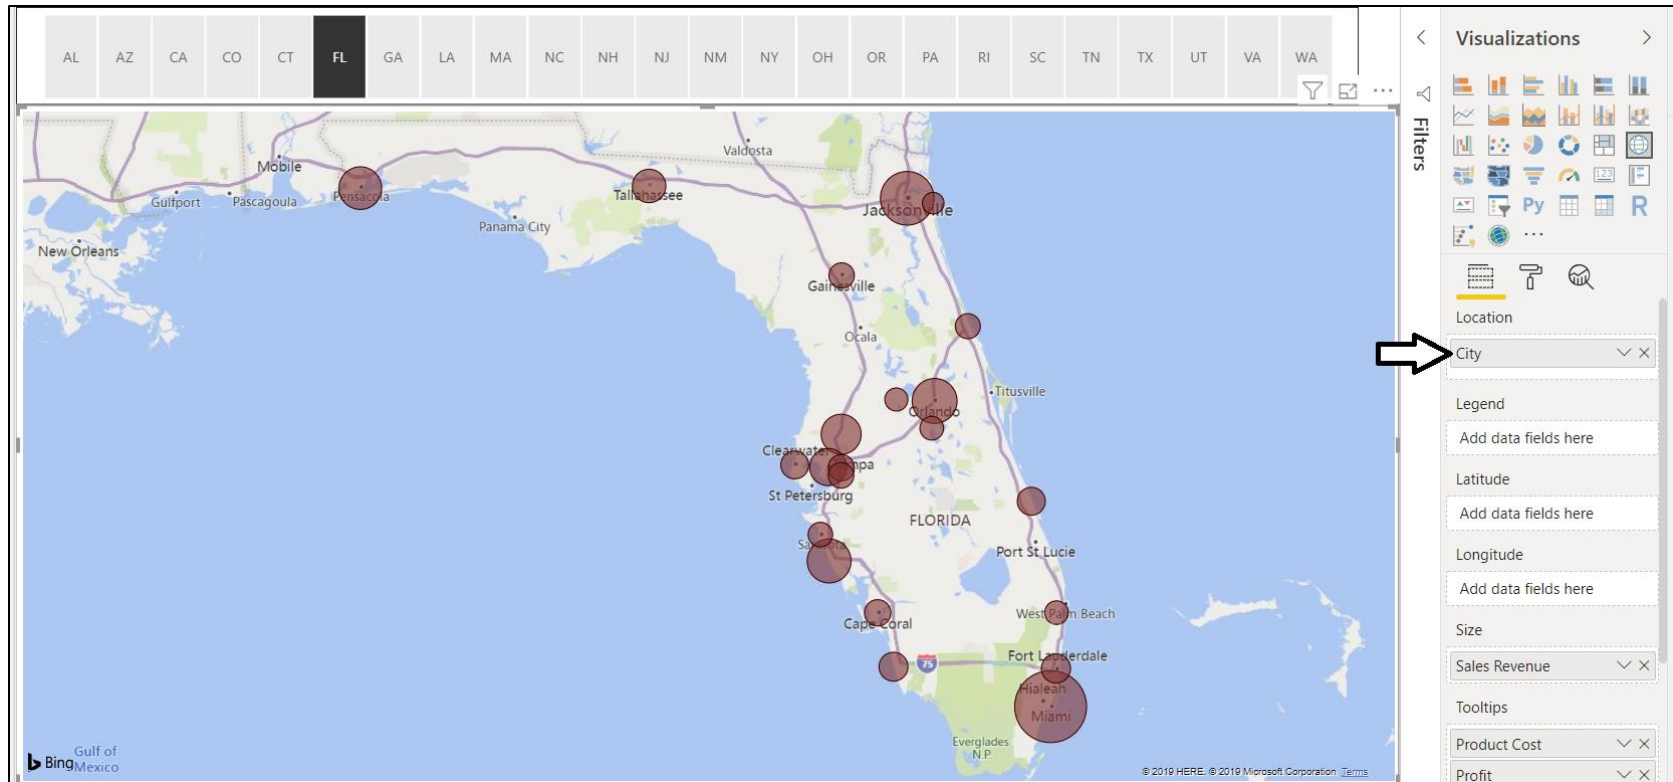 AL AZ CA CO CT FL GA LA MA NC NH NJ NM NY OH OR PA RI SC TN TX UT VA WA
Visualizations
Filters
123
Py
R
Location
City
Legend
Add data fields here
Latitude
Add data fields here
Longitude
Add data fields here
Size
Sales Revenue
Tooltips
Product Cost
Profit
Valdosta
Mobile
Gulfport
Pascagoula
Pensacola
Tallahassee
Jacksonville
Panama City
New Orleans
Gainesville
Ocala
Titusville
Orlando
Clearwater
Tampa
St Petersburg
FLORIDA
Sarasota
Port St Lucie
West Palm Beach
Cape Coral
75
Fort Lauderdale
Hialeah
Miami
Everglades
N.P.
Gulf of
Mexico
Bing
© 2019 HERE, © 2019 Microsoft Corporation Terms